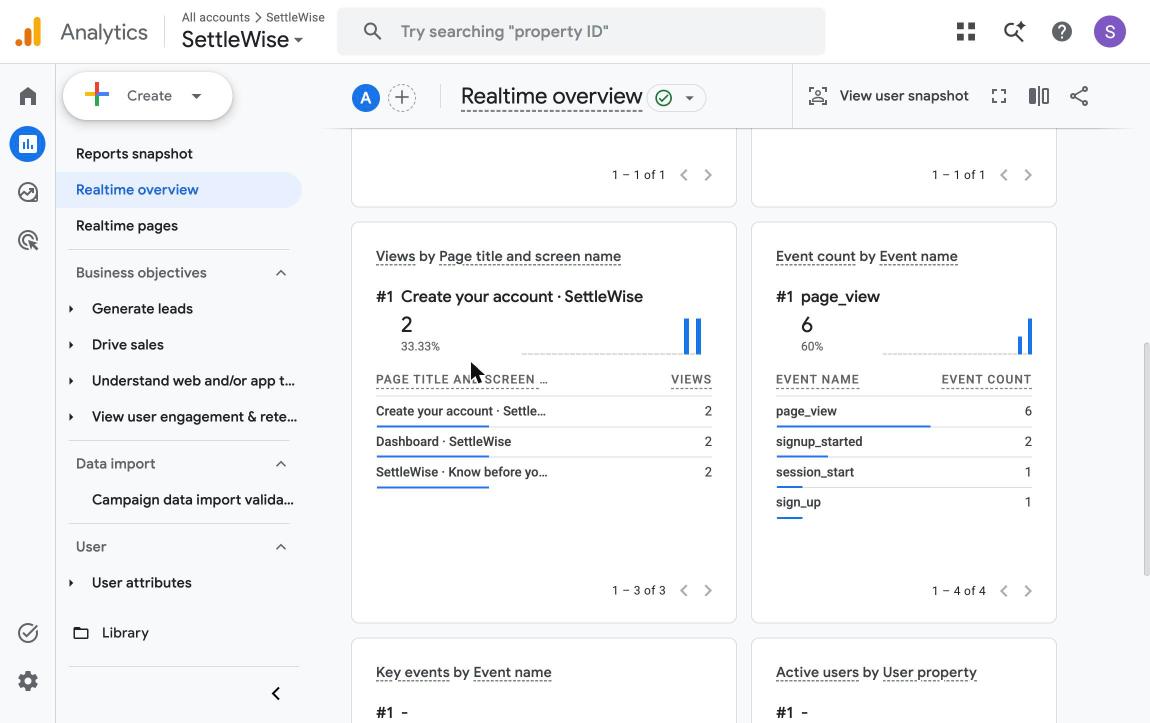 Analytics
All accounts > SettleWise
SettleWise
Try searching "property ID"
S
Create
A
Realtime overview
View user snapshot
Reports snapshot
Realtime overview
Realtime pages
Business objectives
Generate leads
Drive sales
Understand web and/or app t...
View user engagement & rete...
Data import
Campaign data import valida...
User
User attributes
Library
1 – 1 of 1
1 – 1 of 1
Views by Page title and screen name
#1 Create your account · SettleWise
2
33.33%
PAGE TITLE AND SCREEN ...
VIEWS
Create your account · Settle...
2
Dashboard · SettleWise
2
SettleWise · Know before yo...
2
1 – 3 of 3
Event count by Event name
#1 page_view
6
60%
EVENT NAME
EVENT COUNT
page_view
6
signup_started
2
session_start
1
sign_up
1
1 – 4 of 4
Key events by Event name
#1 -
Active users by User property
#1 -